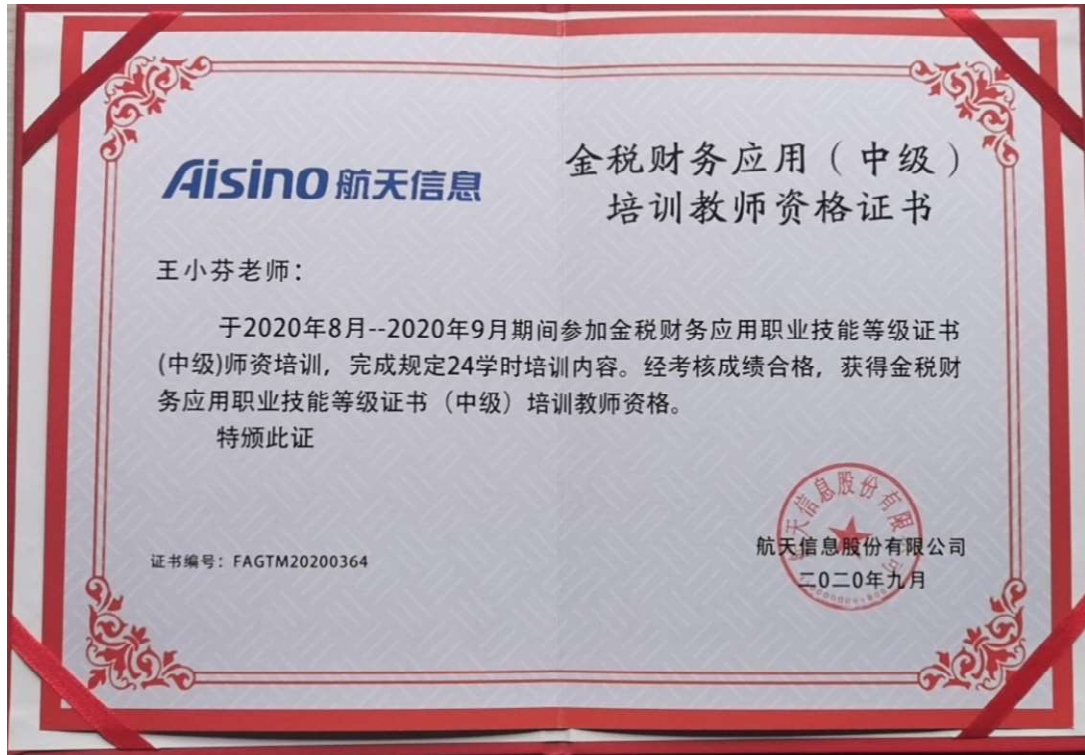 Aisino 航天信息
金税财务应用（中级）
培训教师资格证书
王小芬老师：
于2020年8月--2020年9月期间参加金税财务应用职业技能等级证书
(中级)师资培训，完成规定24学时培训内容。经考核成绩合格，获得金税财
务应用职业技能等级证书（中级）培训教师资格。
特颁此证
航天信息股份有限公司
证书编号：FAGTM20200364
航天信息股份有限公司
二〇二〇年九月